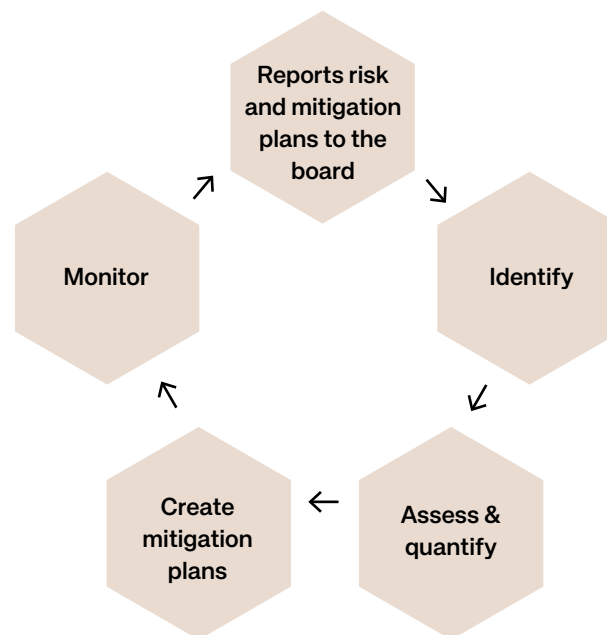 Reports risk
and mitigation
plans to the
board
Monitor
Identify
Create
mitigation
plans
Assess &
quantify